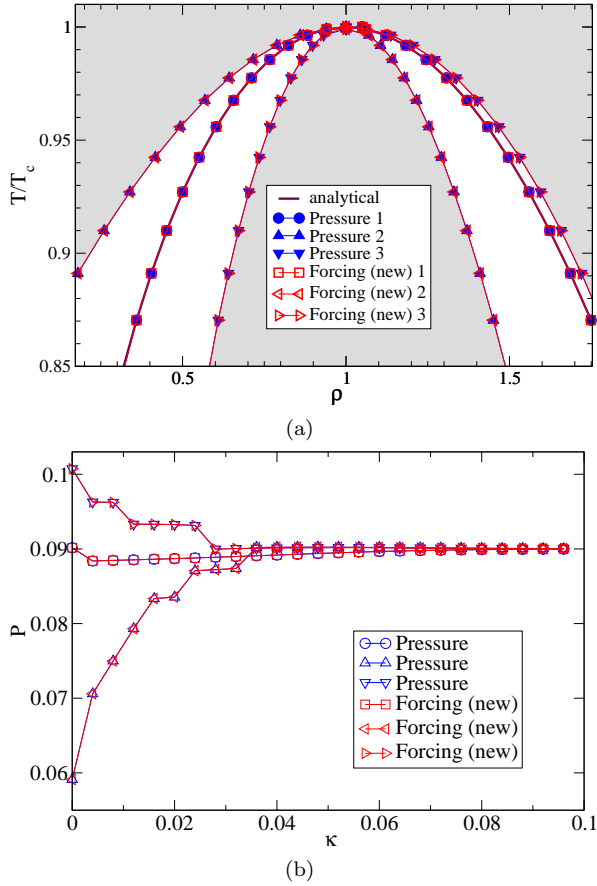 1
0.95
0.9
0.85
T/T_c
analytical
Pressure 1
Pressure 2
Pressure 3
Forcing (new) 1
Forcing (new) 2
Forcing (new) 3
0.5 1 1.5
ρ
(a)
0.1
0.09
0.08
0.07
0.06
P
Pressure
Pressure
Pressure
Forcing (new)
Forcing (new)
Forcing (new)
0 0.02 0.04 0.06 0.08 0.1
κ
(b)